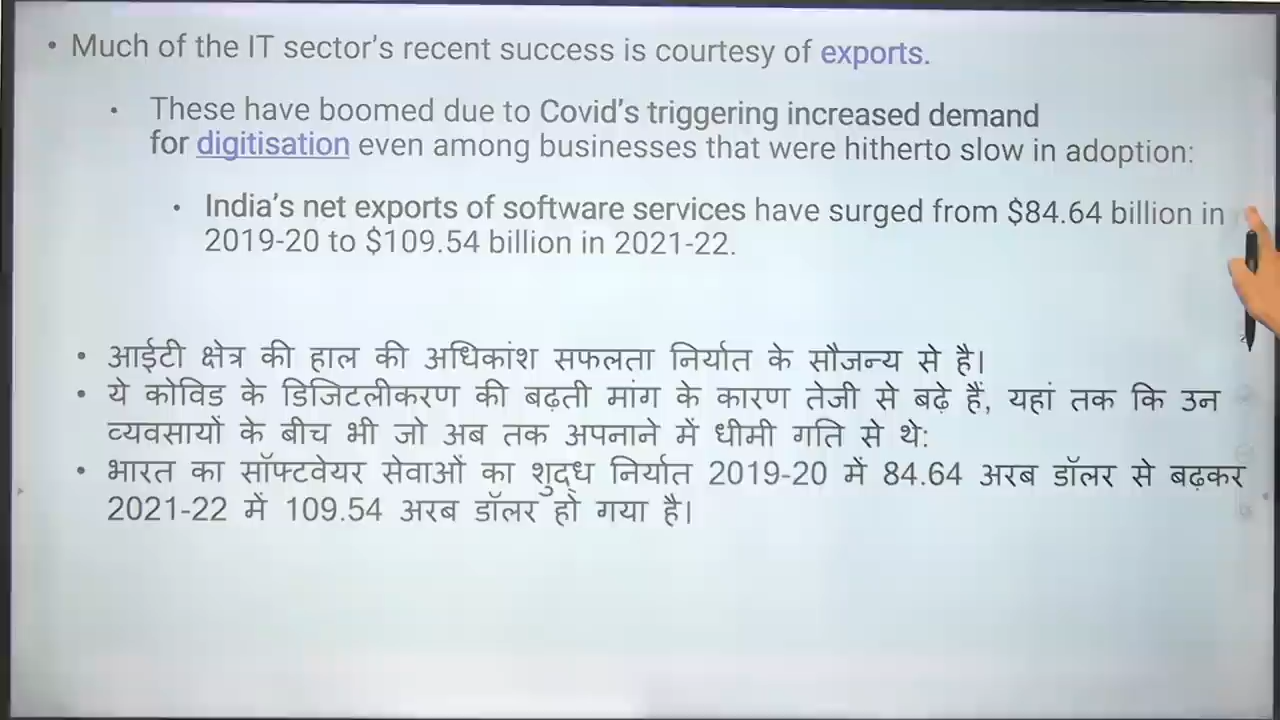 • Much of the IT sector's recent success is courtesy of exports.
• These have boomed due to Covid's triggering increased demand
for digitisation even among businesses that were hitherto slow in adoption:
• India's net exports of software services have surged from $84.64 billion in
2019-20 to $109.54 billion in 2021-22.
• आईटी क्षेत्र की हाल की अधिकांश सफलता निर्यात के सौजन्य से है।
• ये कोविड के डिजिटलीकरण की बढ़ती मांग के कारण तेजी से बढ़े हैं, यहां तक कि उन
व्यवसायों के बीच भी जो अब तक अपनाने में धीमी गति से थे:
• भारत का सॉफ्टवेयर सेवाओं का शुद्ध निर्यात 2019-20 में 84.64 अरब डॉलर से बढ़कर
2021-22 में 109.54 अरब डॉलर हो गया है।